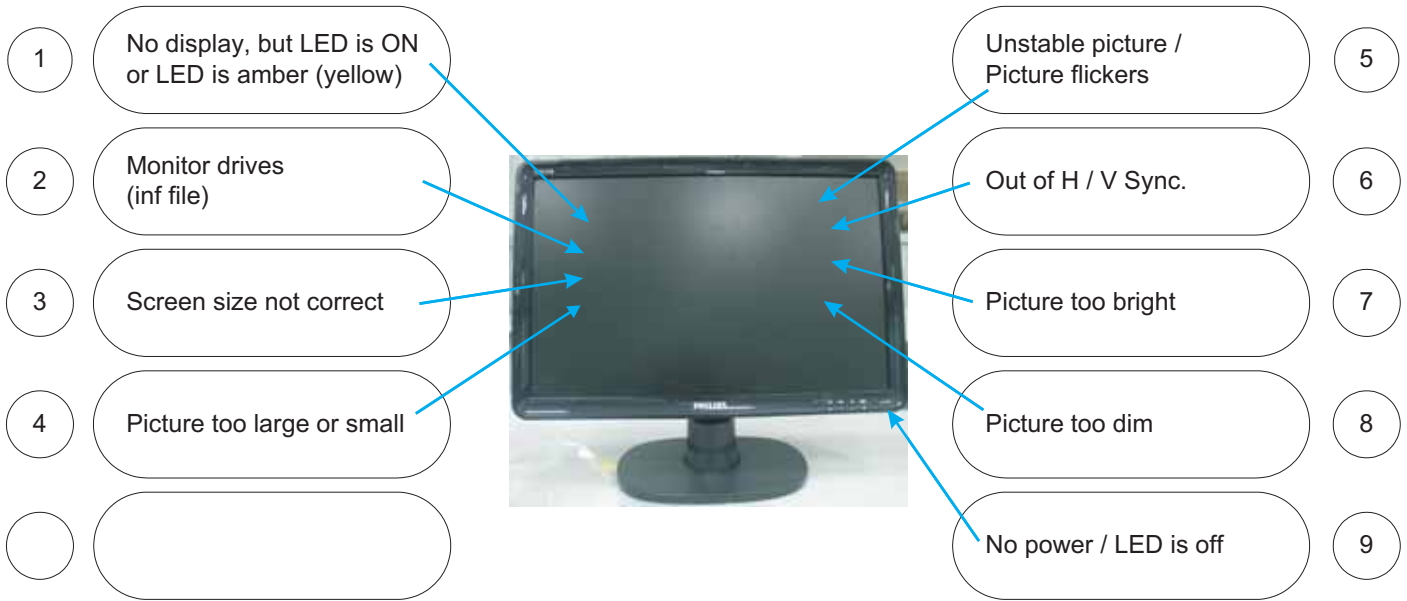 1
No display, but LED is ON
or LED is amber (yellow)
2
Monitor drives
(inf file)
3
Screen size not correct
4
Picture too large or small
Unstable picture /
Picture flickers
5
Out of H / V Sync.
6
Picture too bright
7
Picture too dim
8
No power / LED is off
9
PHILIPS